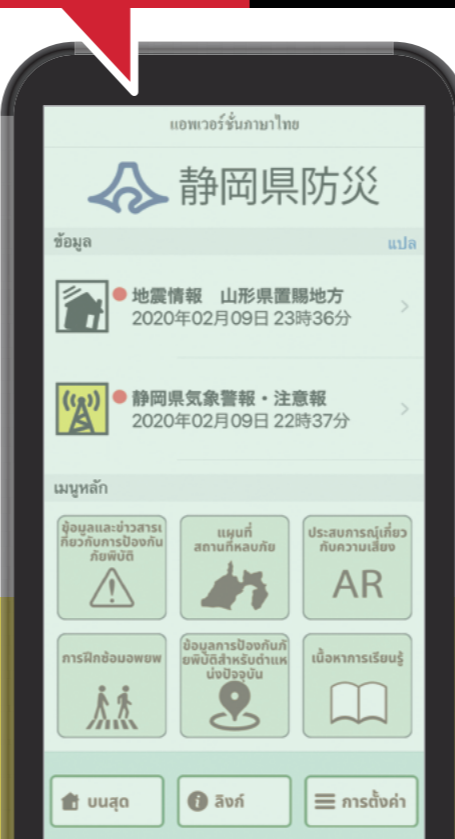 แอพเวอร์ชั่นภาษาไทย
静岡県防災
ข้อมูล
แปล
地震情報　山形県置賜地方
2020年02月09日 23時36分
静岡県気象警報・注意報
2020年02月09日 22時37分
เมนูหลัก
ข้อมูลและข่าวสารเ
กี่ยวกับการป้องกัน
ภัยพิบัติ
แผนที่
สถานที่หลบภัย
ประสบการณ์เกี่ยว
กับความเสี่ยง
AR
การฝึกซ้อมอพยพ
ข้อมูลการป้องกันภั
ยพิบัติสำหรับตำแห
น่งปัจจุบัน
เนื้อหาการเรียนรู้
บนสุด
ลิงก์
การตั้งค่า